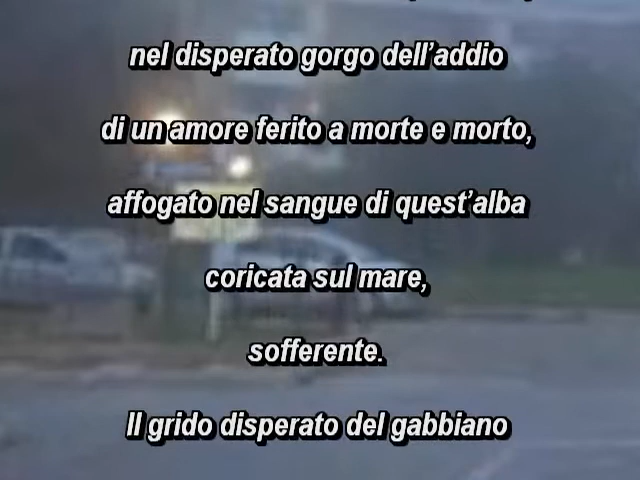 nel disperato gorgo dell'addio
di un amore ferito a morte e morto,
affogato nel sangue di quest'alba
coricata sul mare,
sofferente.
Il grido disperato del gabbiano